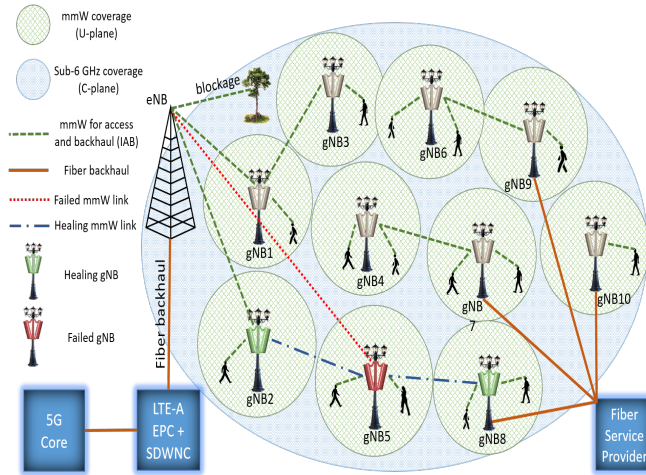 mmW coverage
(U-plane)
Sub-6 GHz coverage
(C-plane)
mmW for access
and backhaul (IAB)
Fiber backhaul
Failed mmW link
Healing mmW link
Healing gNB
Failed gNB
eNB
blockage
gNB3
gNB6
gNB9
gNB1
gNB4
gNB
7
gNB10
gNB2
gNB5
gNB8
Fiber backhaul
5G
Core
LTE-A
EPC +
SDWNC
Fiber
Service
Provider